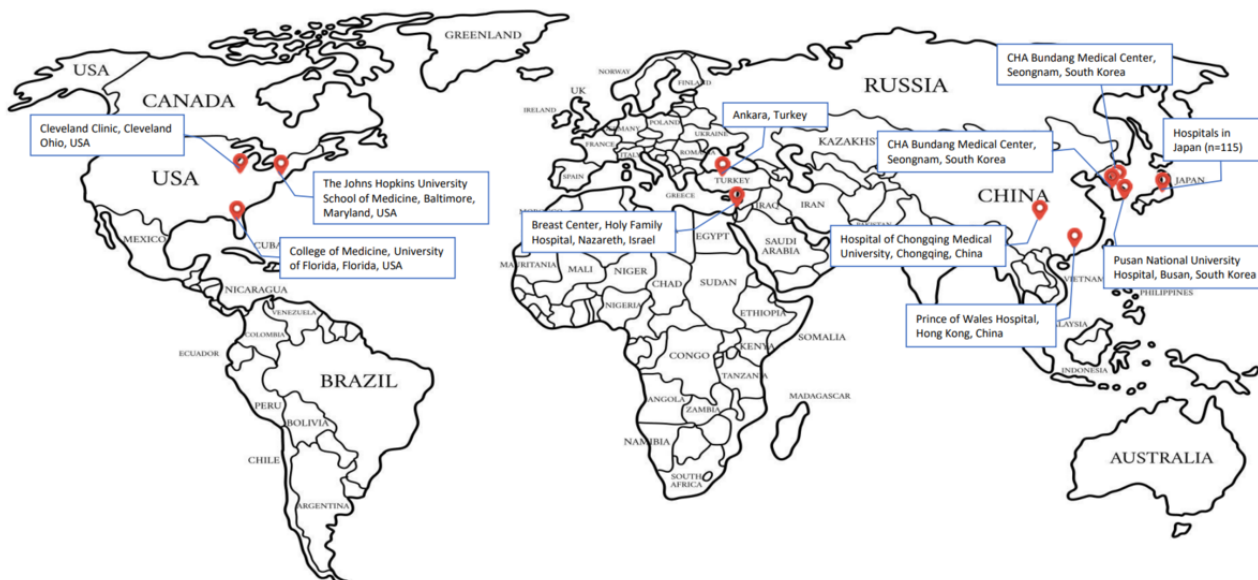 GREENLAND
USA
CANADA
Cleveland Clinic, Cleveland
Ohio, USA
USA
The Johns Hopkins University
School of Medicine, Baltimore,
Maryland, USA
College of Medicine, University
of Florida, Florida, USA
MEXICO
CUBA
NICARAGUA
VENEZUELA
COLOMBIA
ECUADOR
BRAZIL
PERU
BOLIVIA
CHILE
ARGENTINA
NORWAY
FINLAND
UK
IRELAND
GERMANY
POLAND
UKRAINE
FRANCE
ROMANIA
ITALY
SPAIN
GREECE
TURKEY
Ankara, Turkey
RUSSIA
KAZAKHST
CHINA
IRAQ
IRAN
Breast Center, Holy Family
Hospital, Nazareth, Israel
EGYPT
SAUDI
ARABIA
MAURITANIA
MALI
NIGER
CHAD
SUDAN
NIGERIA
ETHIOPIA
SOMALIA
CONGO
KENYA
TANZANIA
ANGOLA
ZAMBIA
MADAGASCAR
NAMIBIA
SOUTH
AFRICA
CHA Bundang Medical Center,
Seongnam, South Korea
CHA Bundang Medical Center,
Seongnam, South Korea
Hospitals in
Japan (n=115)
JAPAN
Hospital of Chongqing Medical
University, Chongqing, China
Pusan National University
Hospital, Busan, South Korea
VIETNAM
PHILIPPINES
Prince of Wales Hospital,
Hong Kong, China
ALAYSIA
INDONESIA
AUSTRALIA